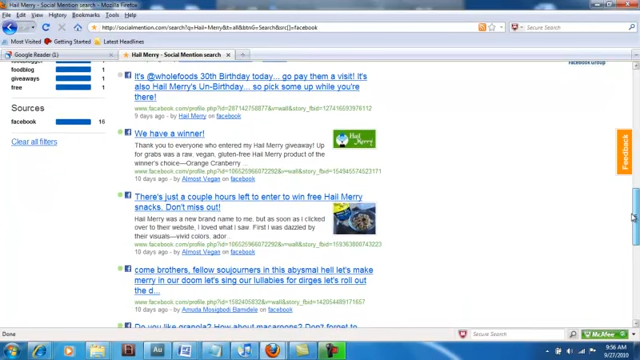 Hail Merry - Social Mention search - Mozilla Firefox
File Edit View History Bookmarks Tools Help
http://socialmention.com/search?q=Hail+Merry&t=all&btnG=Search&src[]=facebook
Secure Search
McAfee
Most Visited Getting Started Latest Headlines
Google Reader (1)
Hail Merry - Social Mention search
foodblog 1
giveaways 1
free 1
Sources
facebook 16
Clear all filters
Facebook Group
It's @wholefoods 30th Birthday today... go pay them a visit! It's
also Hail Merry's Un-Birthday... so pick some up while you're
there!
www.facebook.com/profile.php?id=287142758877&v=wall&story_fbid=127416593976112
9 days ago - by Hail Merry on facebook
We have a winner!
Thank you to everyone who entered my Hail Merry giveaway! Up
for grabs was a raw, vegan, gluten-free Hail Merry product of the
winner's choice--Orange Cranberry ...
www.facebook.com/profile.php?id=106525966072292&v=wall&story_fbid=154945574523171
10 days ago - by Almost Vegan on facebook
There's just a couple hours left to enter to win free Hail Merry
snacks. Don't miss out!
Hail Merry was a new brand name to me, but as soon as I clicked
over to their website, I loved what I saw. First I was dazzled by
their visuals--vivid colors, ador...
www.facebook.com/profile.php?id=106525966072292&v=wall&story_fbid=159363800743223
10 days ago - by Almost Vegan on facebook
come brothers, fellow soujourners in this abysmal hell let's make
merry in our doom let's sing our lullabies for dirges let's roll out
the d...
www.facebook.com/profile.php?id=1582405832&v=wall&story_fbid=142054489171657
10 days ago - by Amuda Mosigbodi Bamidele on facebook
Do you like granola? How about macaroons? Don't forget to
Feedback
Done
Secure Search
McAfee
9:56 AM
9/27/2010